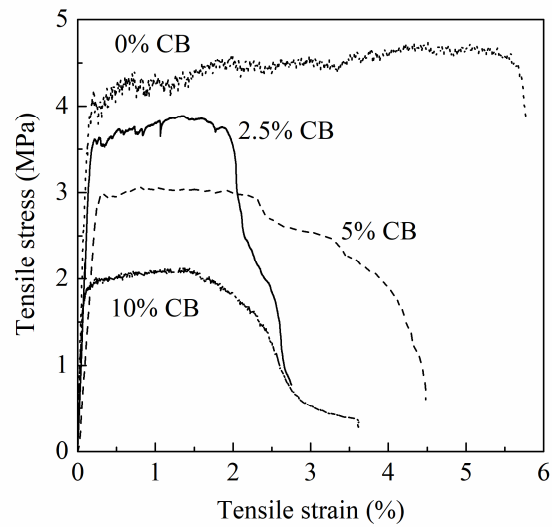 5
0% CB
4
2.5% CB
3
5% CB
2
10% CB
1
0
0 1 2 3 4 5 6
Tensile stress (MPa)
Tensile strain (%)